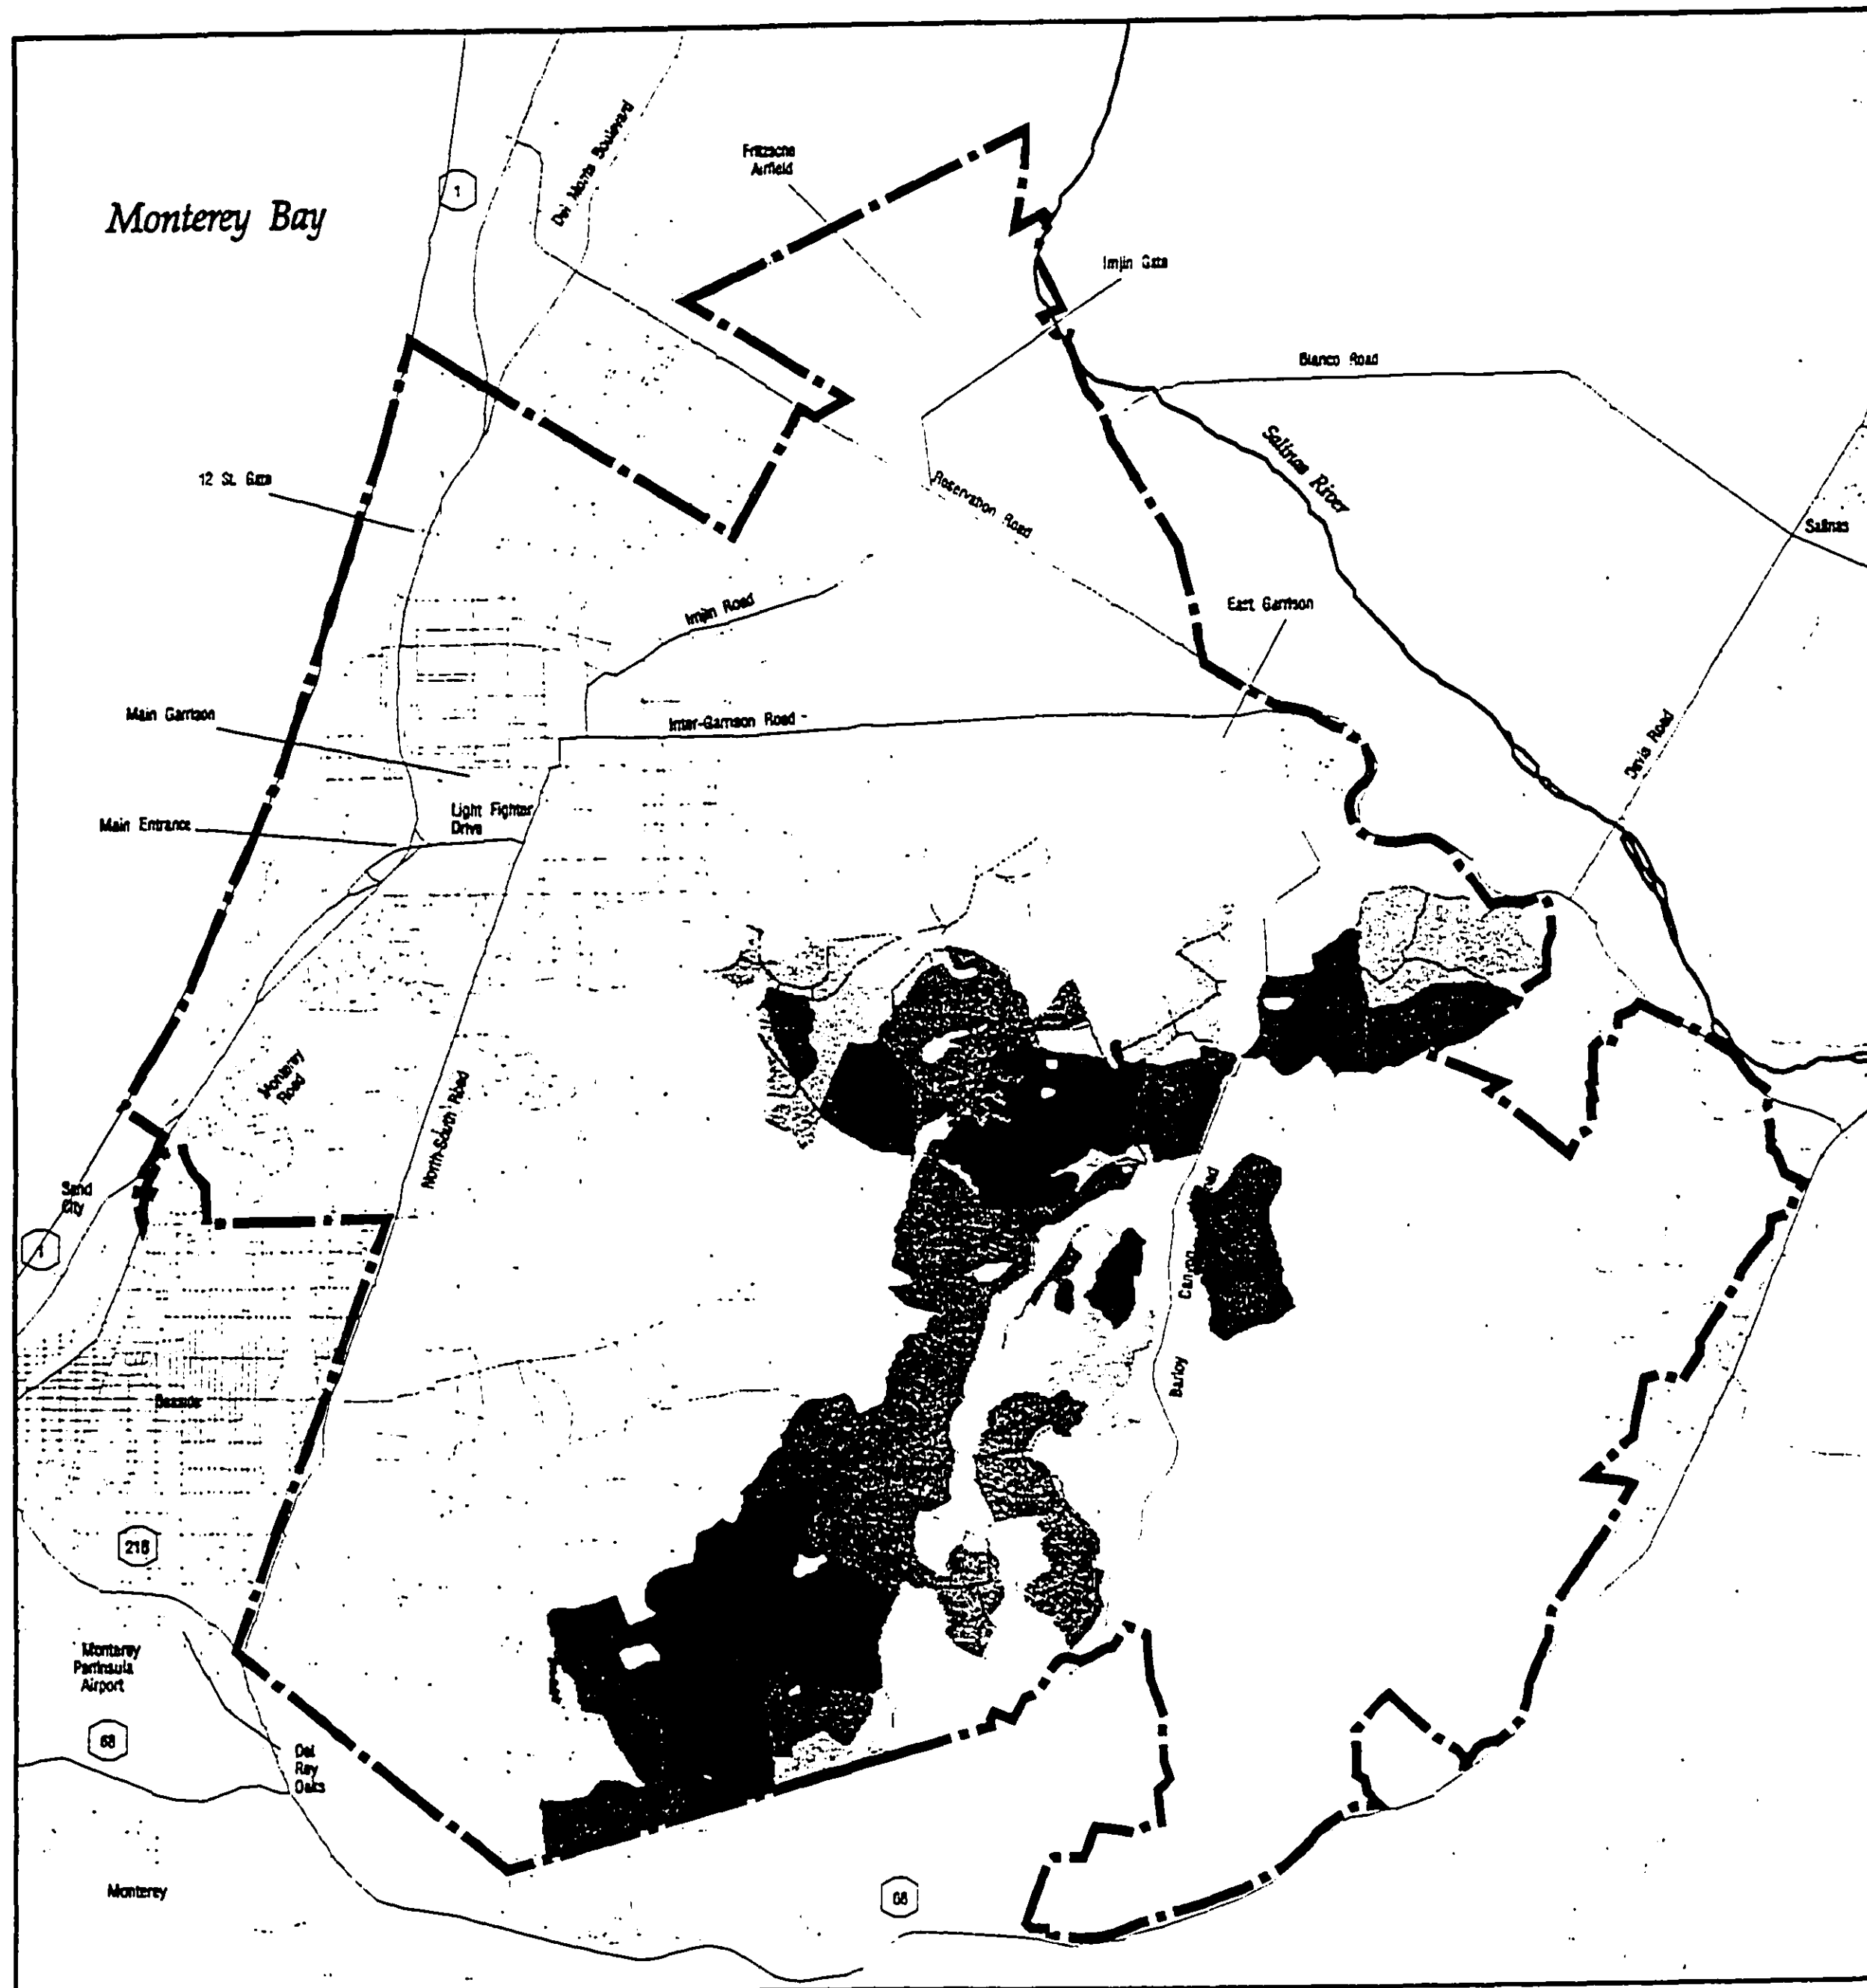 Monterey Bay
1
Del Monte Boulevard
Fritzsche
Airfield
Imjin Gate
Blanco Road
12 St. Gate
Salinas River
Reservation Road
Salinas
Imjin Road
East Garrison
Main Garrison
Inter-Garrison Road
Davis Road
Light Fighter
Drive
Main Entrance
Monterey
Road
North-South Road
Sand
City
1
Barloy
Seaside
218
Monterey
Peninsula
Airport
68
Del
Rey
Oaks
Monterey
68